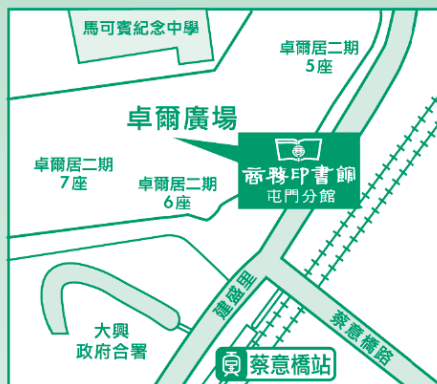 馬可賓紀念中學
卓爾居二期
5座
卓爾廣場
商務印書館
屯門分館
卓爾居二期
7座
卓爾居二期
6座
建盛里
蔡意橋路
大興
政府合署
蔡意橋站